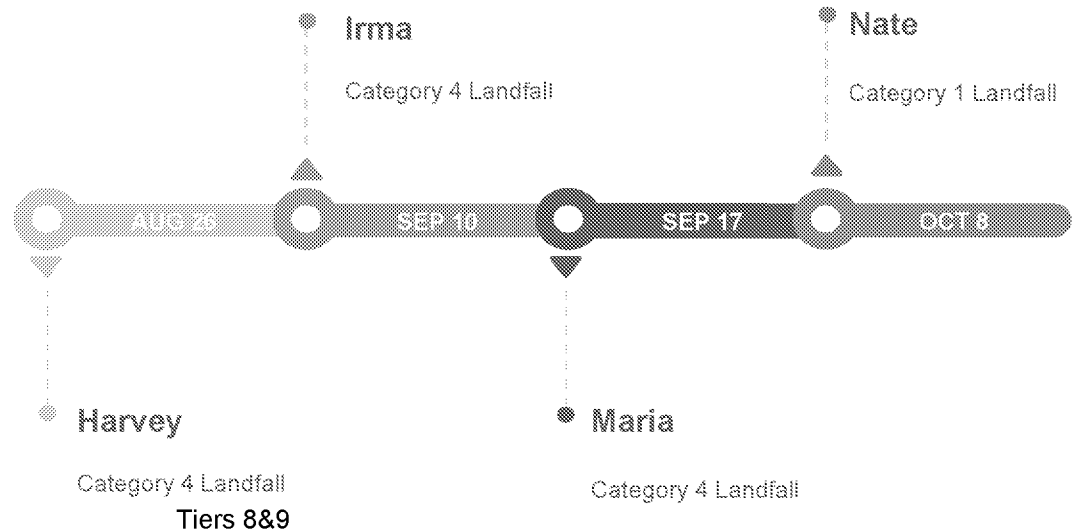 Irma
Category 4 Landfall
Nate
Category 1 Landfall
AUG 26
SEP 10
SEP 17
OCT 8
Harvey
Category 4 Landfall
Tiers 8&9
Maria
Category 4 Landfall